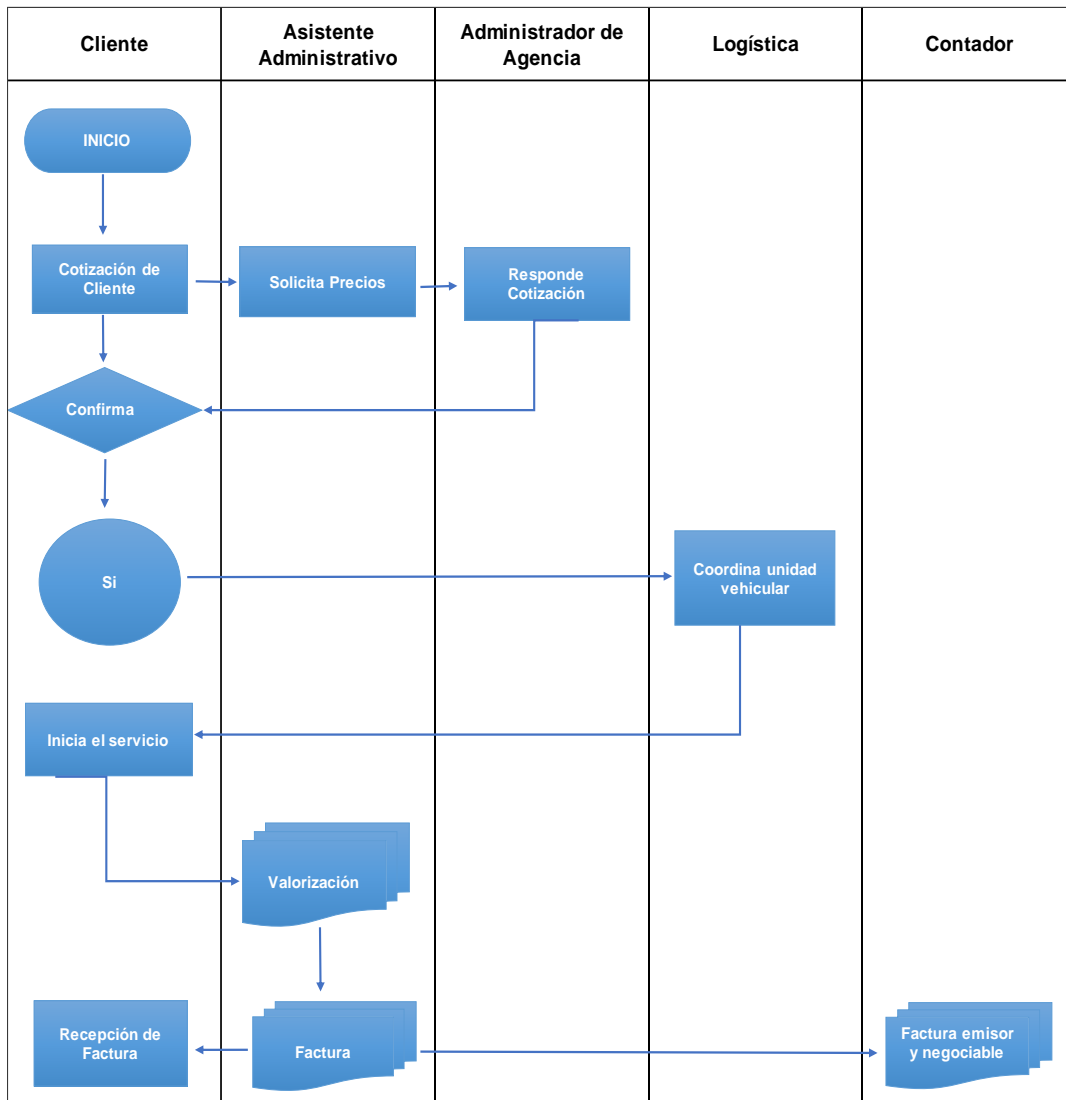 Cliente
Asistente
Administrativo
Administrador de
Agencia
Logística
Contador
INICIO
Cotización de
Cliente
Solicita Precios
Responde
Cotización
Confirma
Si
Coordina unidad
vehicular
Inicia el servicio
Valorización
Recepción de
Factura
Factura
Factura emisor
y negociable